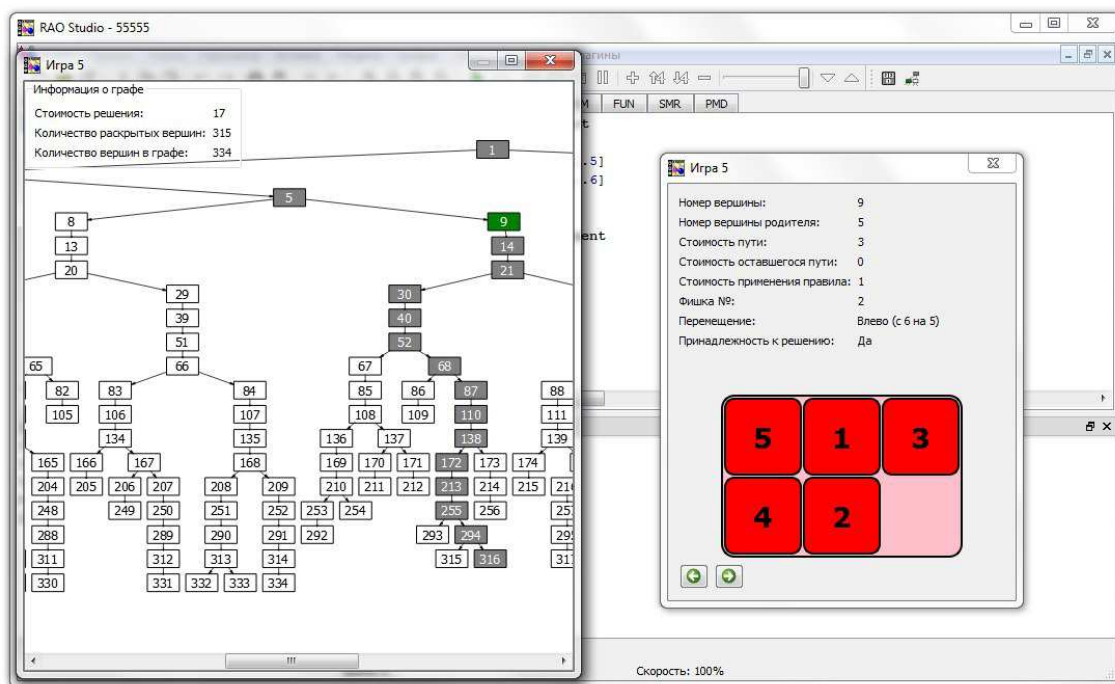 RAO Studio - 55555
Игра 5
Информация о графе
Стоимость решения: 17
Количество раскрытых вершин: 315
Количество вершин в графе: 334
1
5
8 9
13 14
20 21
29 30
39 40
51 52
65 66 67 68
82 83 84 85 86 87 88
105 106 107 108 109 110 111
134 135 136 137 138 139
165 166 167 168 169 170 171 172 173 174
204 205 206 207 208 209 210 211 212 213 214 215
248 249 250 251 252 253 254 255 256
288 289 290 291 292 293 294
311 312 313 314 315 316
330 331 332 333 334
FUN SMR PMD
.5]
.6]
Игра 5
Номер вершины: 9
Номер вершины родителя: 5
Стоимость пути: 3
Стоимость оставшегося пути: 0
Стоимость применения правила: 1
Фишка №: 2
Перемещение: Влево (с 6 на 5)
Принадлежность к решению: Да
5 1 3
4 2
Скорость: 100%